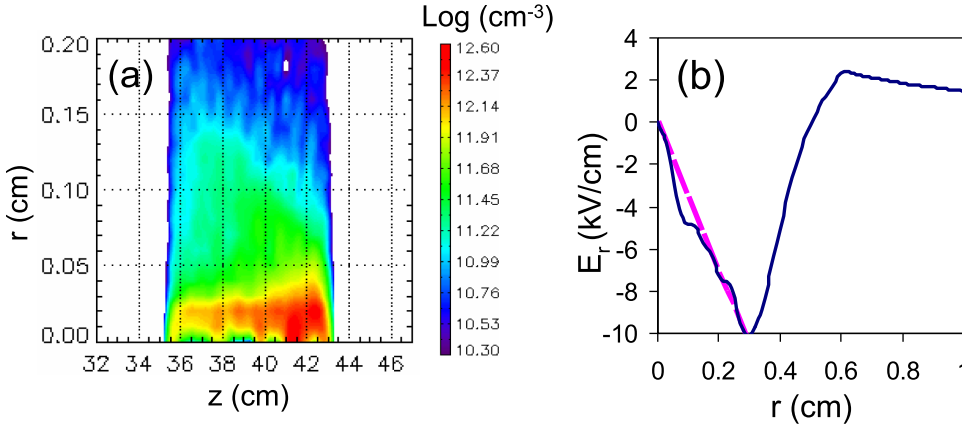 Log (cm-3)
(a)
0.20
0.15
0.10
0.05
0.00
r (cm)
32 34 36 38 40 42 44 46
z (cm)
12.60
12.37
12.14
11.91
11.68
11.45
11.22
10.99
10.76
10.53
10.30
(b)
4
2
0
-2
-4
-6
-8
-10
Er (kV/cm)
0 0.2 0.4 0.6 0.8 1
r (cm)